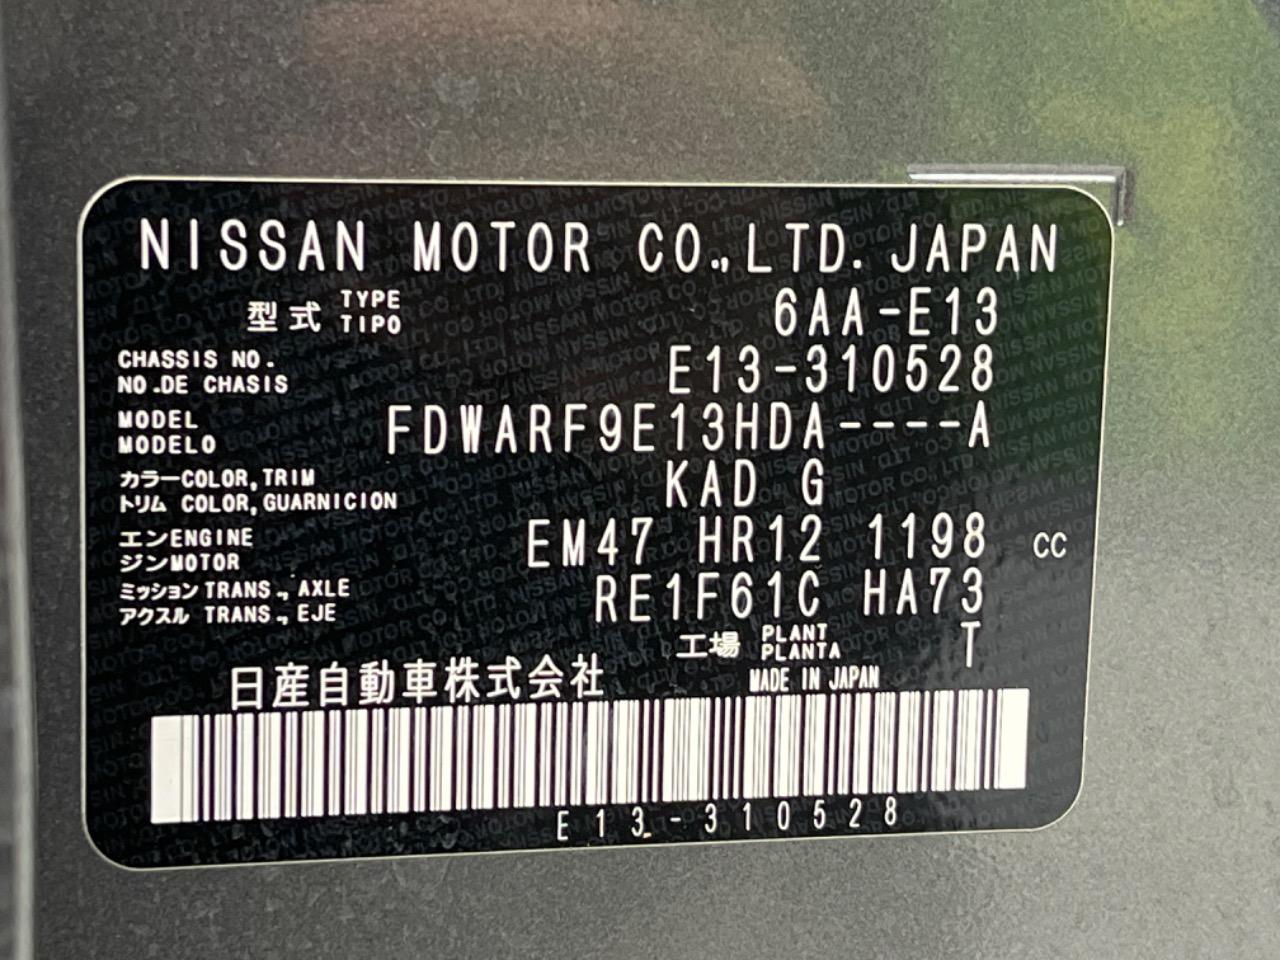 NISSAN MOTOR CO.,LTD. JAPAN
型式 TYPE TIPO 6AA-E13
CHASSIS NO.
NO.DE CHASIS E13-310528
MODEL
MODELO FDWARF9E13HDA----A
カラーCOLOR,TRIM
トリム COLOR,GUARNICION KAD G
エンENGINE
ジンMOTOR EM47 HR12 1198 CC
ミッションTRANS., AXLE
アクスル TRANS., EJE RE1F61C HA73
工場 PLANT PLANTA T
日産自動車株式会社 MADE IN JAPAN
E13-310528